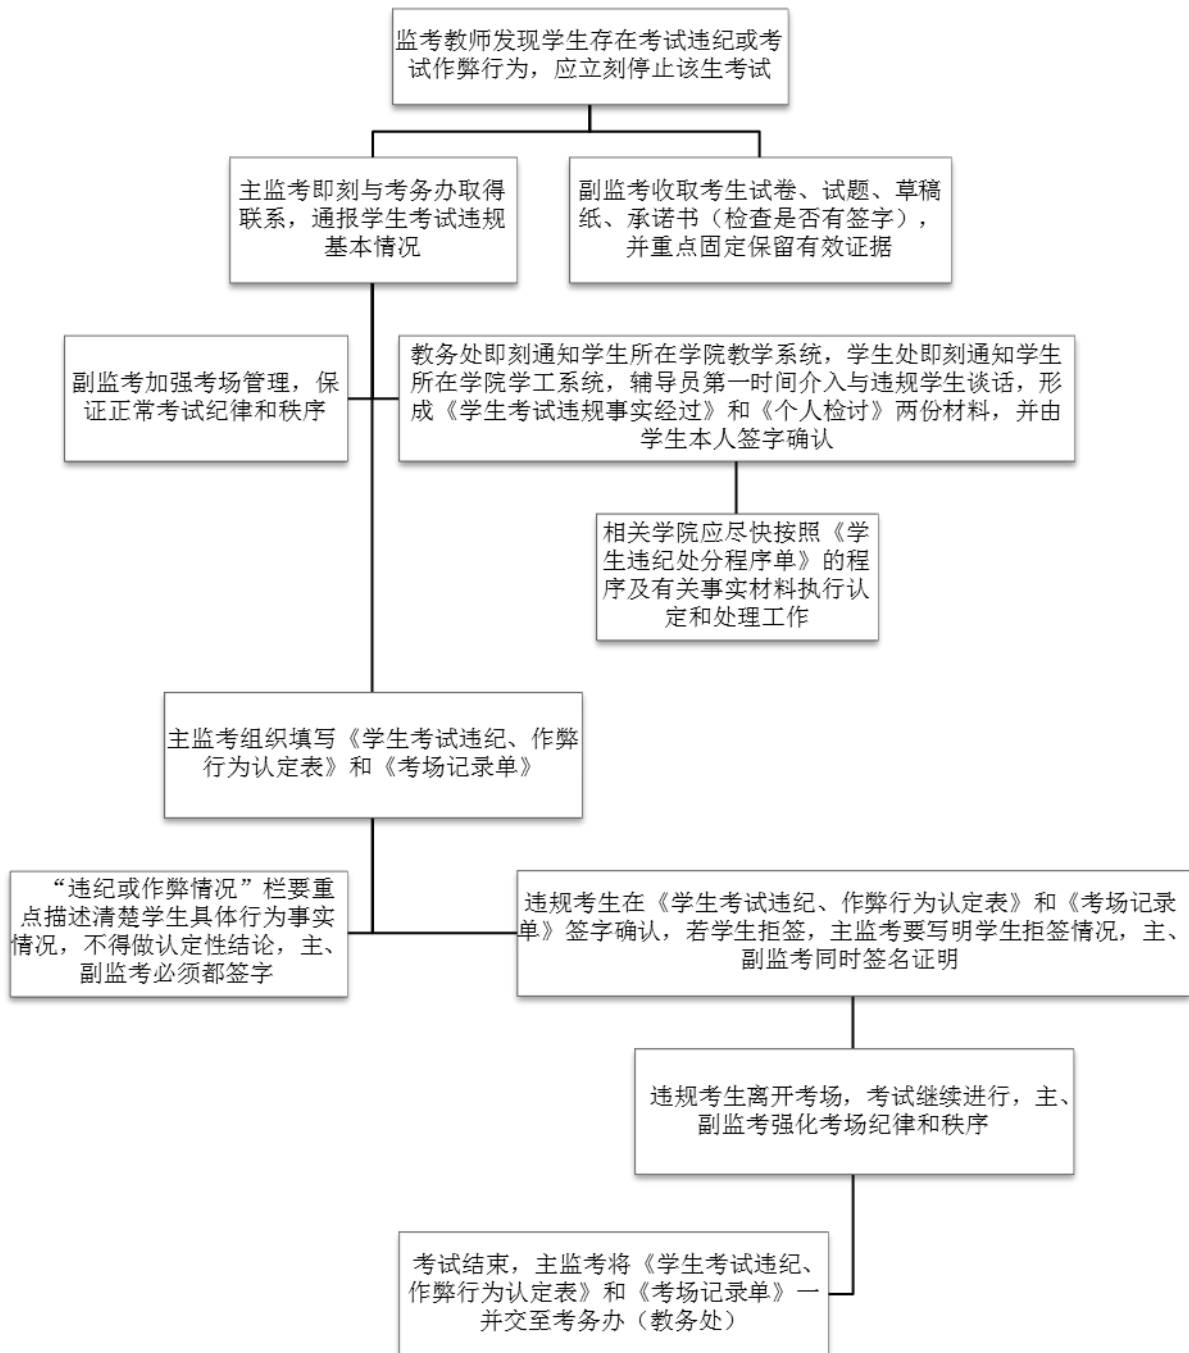 监考教师发现学生存在考试违纪或考
试作弊行为，应立刻停止该生考试
主监考即刻与考务办取得
联系，通报学生考试违规
基本情况
副监考收取考生试卷、试题、草稿
纸、承诺书（检查是否有签字），
并重点固定保留有效证据
副监考加强考场管理，保
证正常考试纪律和秩序
教务处即刻通知学生所在学院教学系统，学生处即刻通知学生
所在学院学工系统，辅导员第一时间介入与违规学生谈话，形
成《学生考试违规事实经过》和《个人检讨》两份材料，并由
学生本人签字确认
相关学院应尽快按照《学
生违纪处分程序单》的程
序及有关事实材料执行认
定和处理工作
主监考组织填写《学生考试违纪、作弊
行为认定表》和《考场记录单》
“违纪或作弊情况”栏要重
点描述清楚学生具体行为事实
情况，不得做认定性结论，主、
副监考必须都签字
违规考生在《学生考试违纪、作弊行为认定表》和《考场记录
单》签字确认，若学生拒签，主监考要写明学生拒签情况，主、
副监考同时签名证明
违规考生离开考场，考试继续进行，主、
副监考强化考场纪律和秩序
考试结束，主监考将《学生考试违纪、
作弊行为认定表》和《考场记录单》一
并交至考务办（教务处）